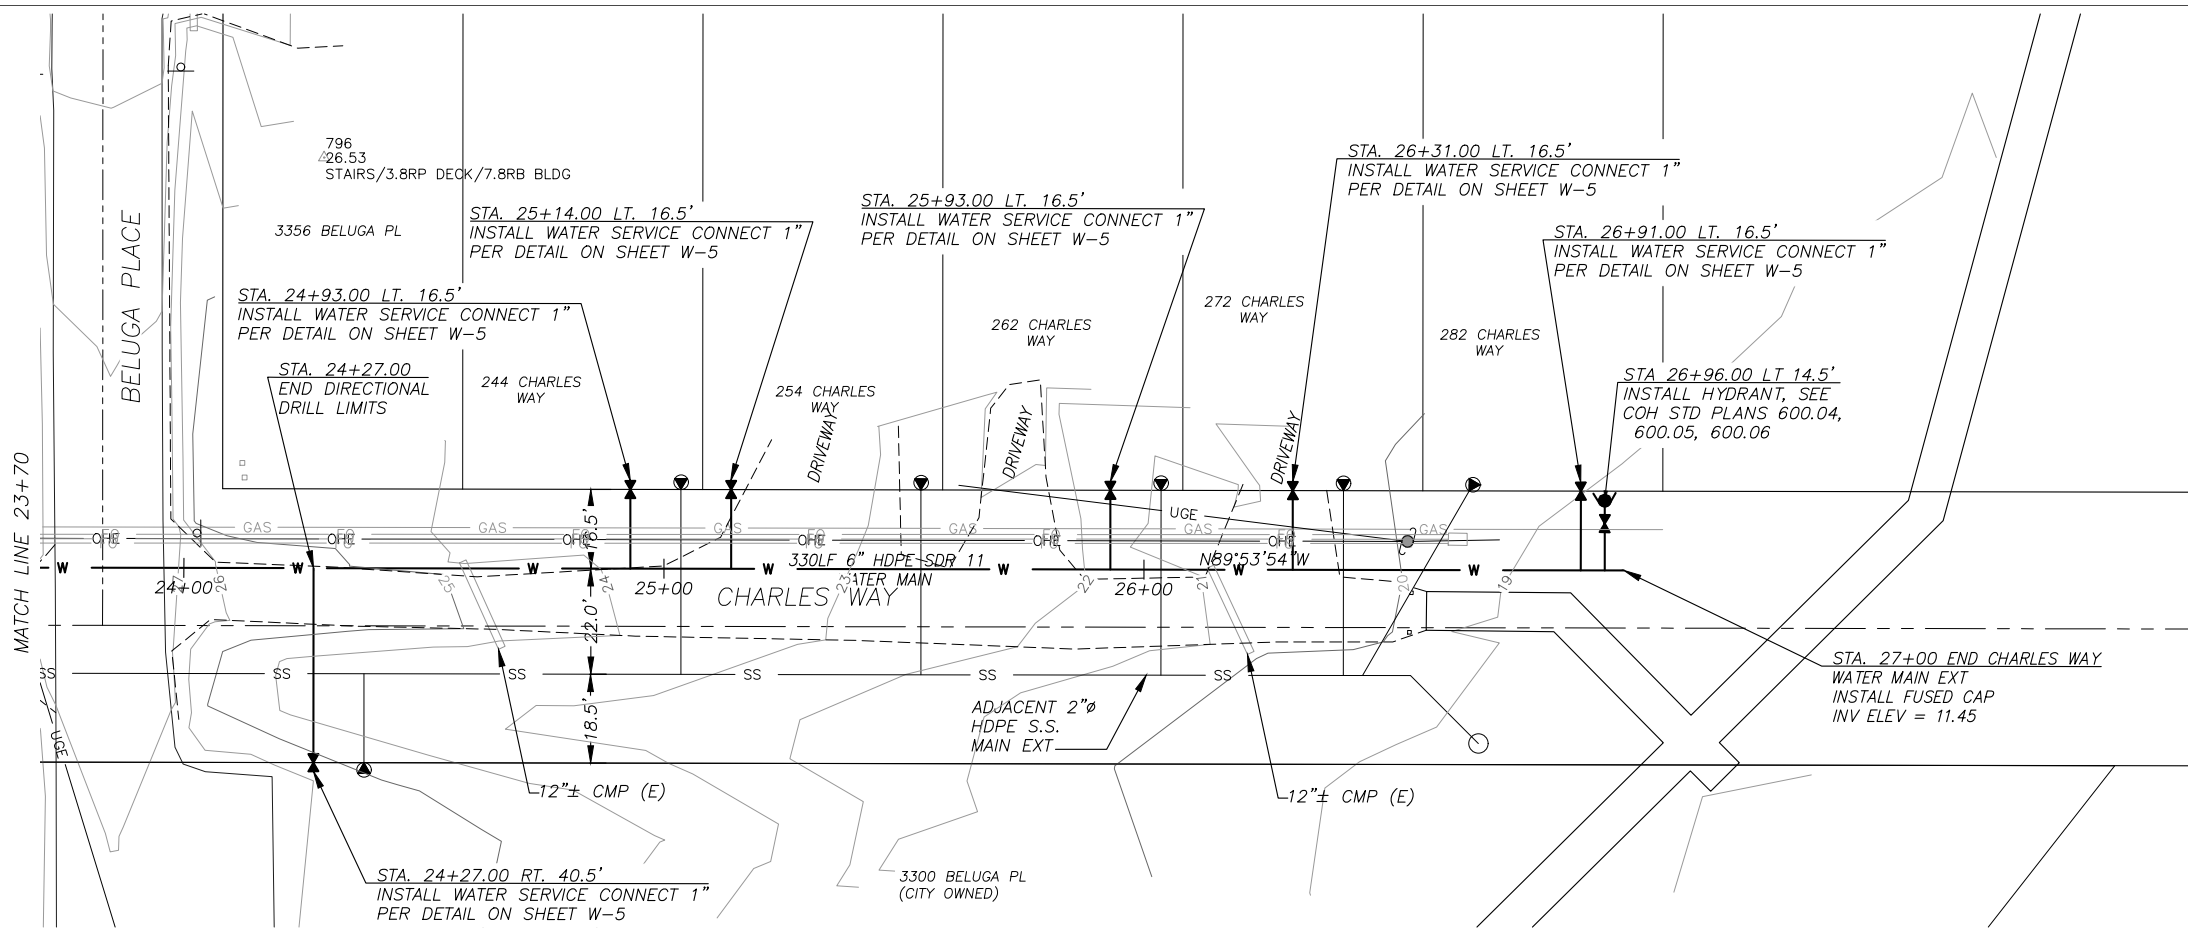 796
26.53
STAIRS/3.8RP DECK/7.8RB BLDG
3356 BELUGA PL
BELUGA PLACE
MATCH LINE 23+70
STA. 24+93.00 LT. 16.5'
INSTALL WATER SERVICE CONNECT 1"
PER DETAIL ON SHEET W-5
STA. 24+27.00
END DIRECTIONAL
DRILL LIMITS
STA. 25+14.00 LT. 16.5'
INSTALL WATER SERVICE CONNECT 1"
PER DETAIL ON SHEET W-5
STA. 25+93.00 LT. 16.5'
INSTALL WATER SERVICE CONNECT 1"
PER DETAIL ON SHEET W-5
STA. 26+31.00 LT. 16.5'
INSTALL WATER SERVICE CONNECT 1"
PER DETAIL ON SHEET W-5
STA. 26+91.00 LT. 16.5'
INSTALL WATER SERVICE CONNECT 1"
PER DETAIL ON SHEET W-5
STA 26+96.00 LT 14.5'
INSTALL HYDRANT, SEE
COH STD PLANS 600.04,
600.05, 600.06
244 CHARLES
WAY
254 CHARLES
WAY
262 CHARLES
WAY
272 CHARLES
WAY
282 CHARLES
WAY
DRIVEWAY
DRIVEWAY
DRIVEWAY
GAS
GAS
GAS
GAS
GAS
GAS
UGE
OHE
OHE
OHE
OHE
OHE
OHE
16.5'
330LF 6" HDPE SDR 11
WATER MAIN
N89°53'54"W
W
W
W
W
W
W
W
24+00
25+00
26+00
27
26
25
24
23
22
21
20
19
CHARLES WAY
22.0'
SS
SS
SS
SS
SS
SS
18.5'
UGE
ADJACENT 2"ø
HDPE S.S.
MAIN EXT
12"± CMP (E)
12"± CMP (E)
STA. 27+00 END CHARLES WAY
WATER MAIN EXT
INSTALL FUSED CAP
INV ELEV = 11.45
STA. 24+27.00 RT. 40.5'
INSTALL WATER SERVICE CONNECT 1"
PER DETAIL ON SHEET W-5
3300 BELUGA PL
(CITY OWNED)